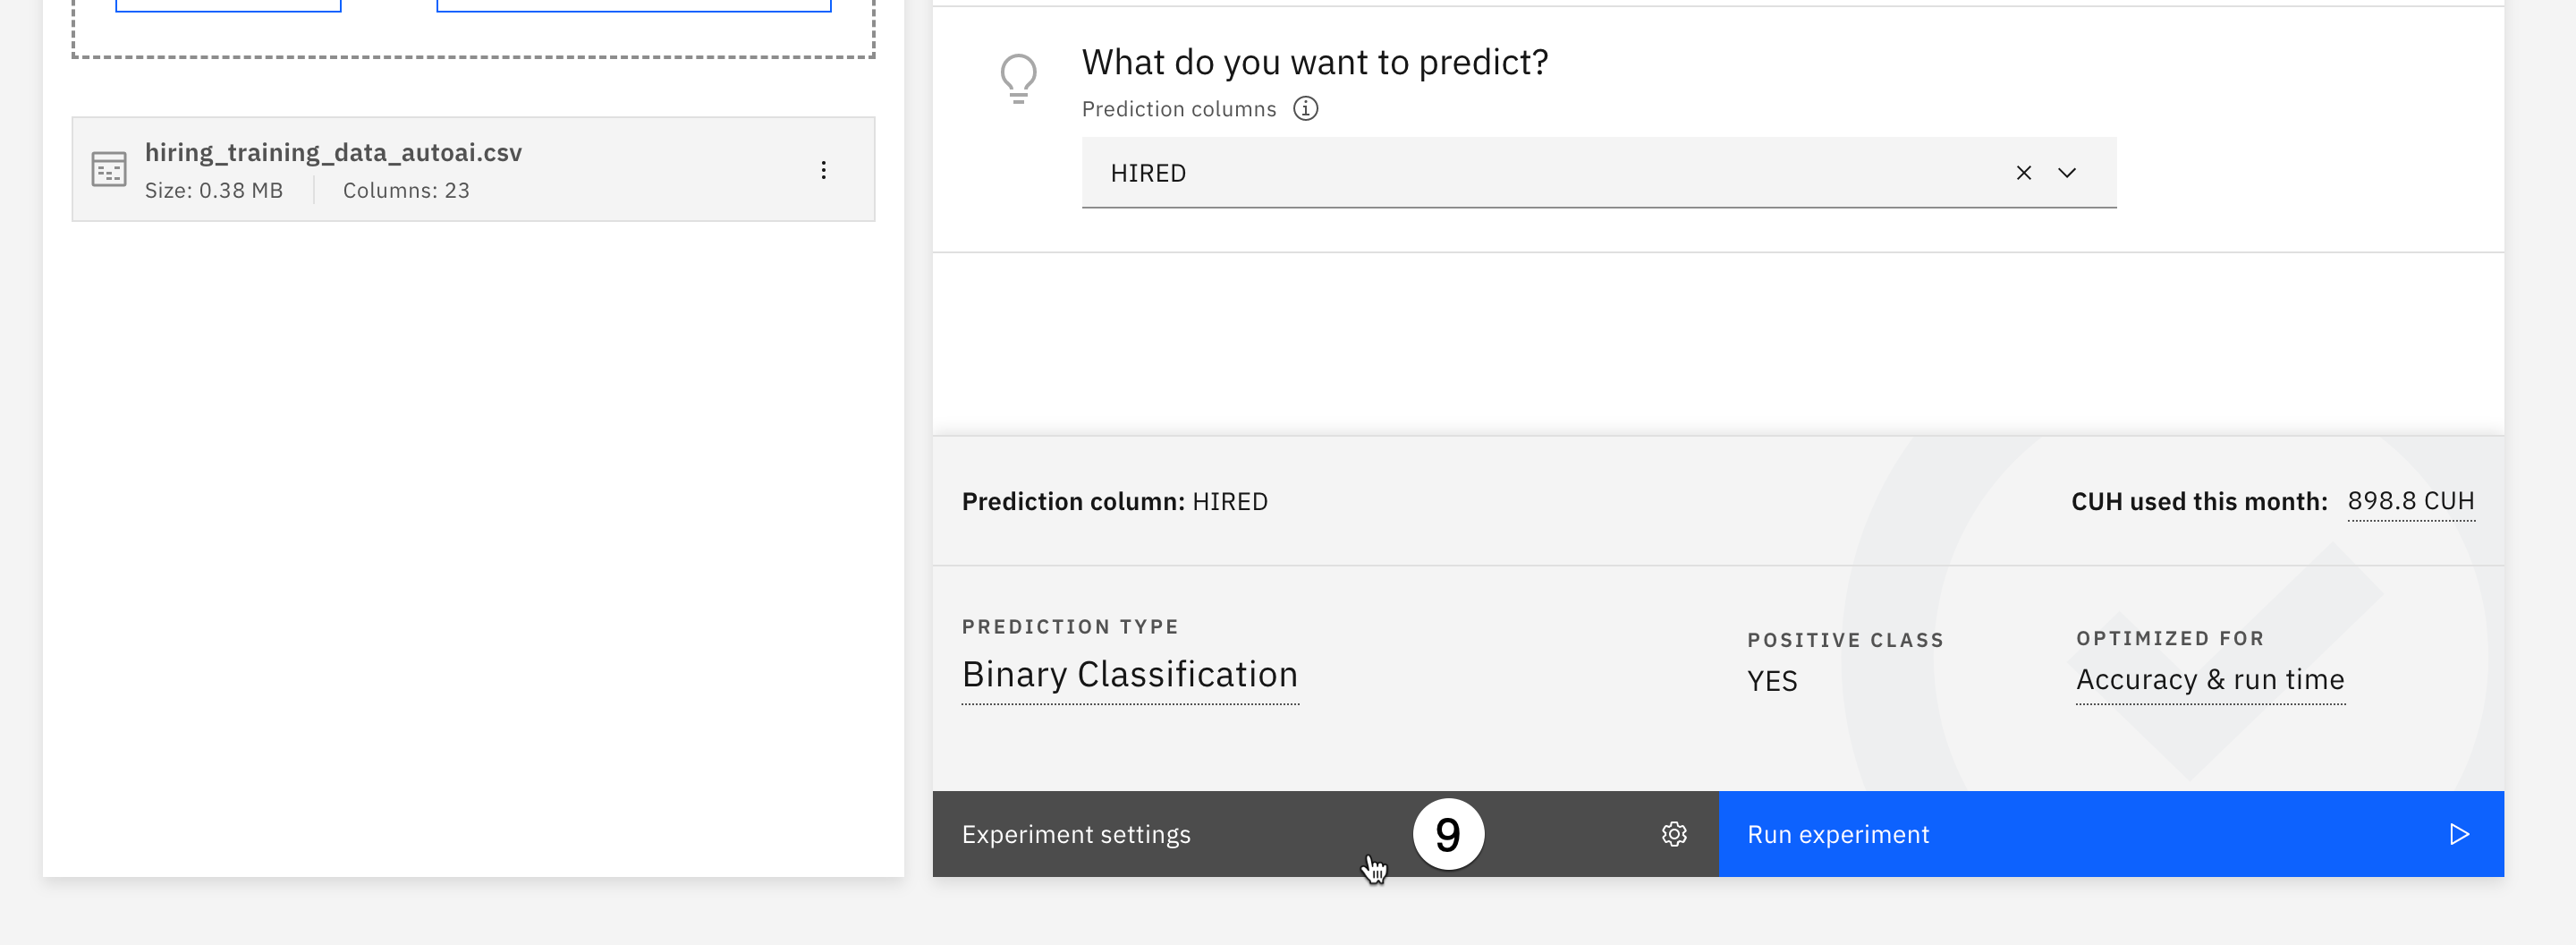 hiring_training_data_autoai.csv
Size: 0.38 MB Columns: 23
What do you want to predict?
Prediction columns
HIRED
Prediction column: HIRED
CUH used this month: 898.8 CUH
PREDICTION TYPE
Binary Classification
POSITIVE CLASS
YES
OPTIMIZED FOR
Accuracy & run time
Experiment settings
9
Run experiment